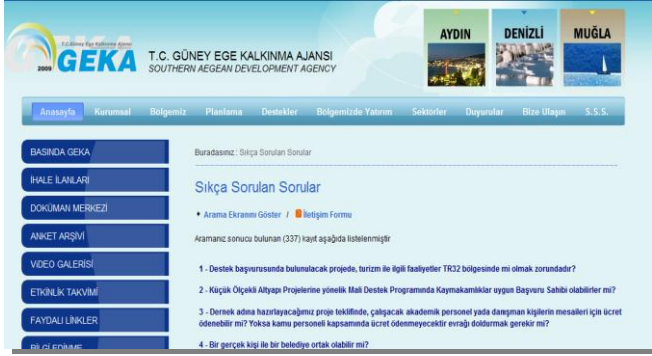 T.C. Güney Ege Kalkınma Ajansı
2009 GEKA
T.C. GÜNEY EGE KALKINMA AJANSI
SOUTHERN AEGEAN DEVELOPMENT AGENCY
AYDIN DENİZLİ MUĞLA
Anasayfa Kurumsal Bölgemiz Planlama Destekler Bölgemizde Yatırım Sektörler Duyurular Bize Ulaşın S.S.S.
BASINDA GEKA
İHALE İLANLARI
DOKÜMAN MERKEZİ
ANKET ARŞİVİ
VİDEO GALERİSİ
ETKİNLİK TAKVİMİ
FAYDALI LİNKLER
BİLGİ EDİNME
Buradasınız: Sıkça Sorulan Sorular
Sıkça Sorulan Sorular
Arama Ekranını Göster / İletişim Formu
Aramanız sonucu bulunan (337) kayıt aşağıda listelenmiştir
1 - Destek başvurusunda bulunulacak projede, turizm ile ilgili faaliyetler TR32 bölgesinde mi olmak zorundadır?
2 - Küçük Ölçekli Altyapı Projelerine yönelik Mali Destek Programında Kaymakamlıklar uygun Başvuru Sahibi olabilirler mi?
3 - Dernek adına hazırlayacağımız proje teklifinde, çalışacak akademik personel yada danışman kişilerin mesaileri için ücret
ödenebilir mi? Yoksa kamu personeli kapsamında ücret ödenmeyecektir evrağı doldurmak gerekir mi?
4 - Bir gerçek kişi ile bir belediye ortak olabilir mi?